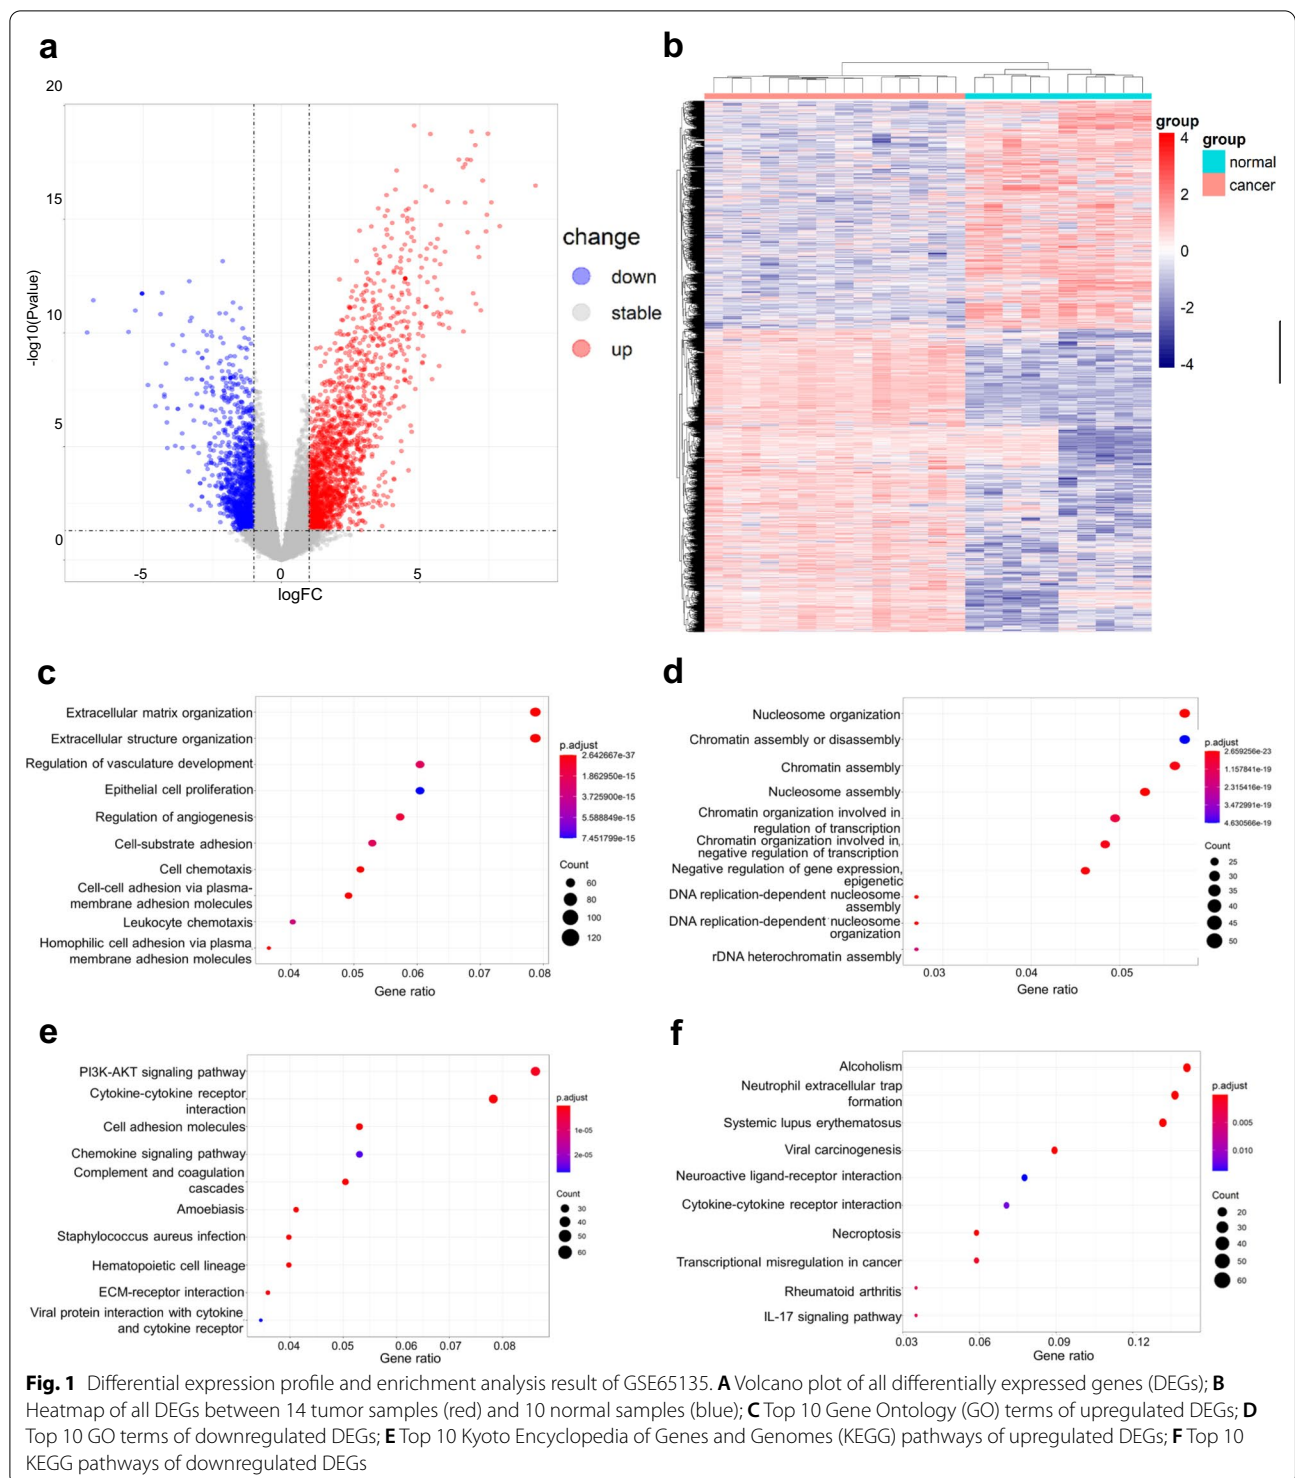 a
20
15
10
5
0
-log10(Pvalue)
-5
0
5
logFC
change
down
stable
up
b
group
4
2
0
-2
-4
group
normal
cancer
c
Extracellular matrix organization
Extracellular structure organization
Regulation of vasculature development
Epithelial cell proliferation
Regulation of angiogenesis
Cell-substrate adhesion
Cell chemotaxis
Cell-cell adhesion via plasma-
membrane adhesion molecules
Leukocyte chemotaxis
Homophilic cell adhesion via plasma
membrane adhesion molecules
0.04 0.05 0.06 0.07 0.08
Gene ratio
p.adjust
2.642667e-37
1.862950e-15
3.725900e-15
5.588849e-15
7.451799e-15
Count
60
80
100
120
d
Nucleosome organization
Chromatin assembly or disassembly
Chromatin assembly
Nucleosome assembly
Chromatin organization involved in
regulation of transcription
Chromatin organization involved in
negative regulation of transcription
Negative regulation of gene expression,
epigenetic
DNA replication-dependent nucleosome
assembly
DNA replication-dependent nucleosome
organization
rDNA heterochromatin assembly
0.03 0.04 0.05
Gene ratio
p.adjust
2.659256e-23
1.157841e-19
2.315416e-19
3.472991e-19
4.630566e-19
Count
25
30
35
40
45
50
e
PI3K-AKT signaling pathway
Cytokine-cytokine receptor
interaction
Cell adhesion molecules
Chemokine signaling pathway
Complement and coagulation
cascades
Amoebiasis
Staphylococcus aureus infection
Hematopoietic cell lineage
ECM-receptor interaction
Viral protein interaction with cytokine
and cytokine receptor
0.04 0.05 0.06 0.07 0.08
Gene ratio
p.adjust
1e-05
2e-05
Count
30
40
50
60
f
Alcoholism
Neutrophil extracellular trap
formation
Systemic lupus erythematosus
Viral carcinogenesis
Neuroactive ligand-receptor interaction
Cytokine-cytokine receptor interaction
Necroptosis
Transcriptional misregulation in cancer
Rheumatoid arthritis
IL-17 signaling pathway
0.03 0.06 0.09 0.12
Gene ratio
p.adjust
0.005
0.010
Count
20
30
40
50
60
Fig. 1 Differential expression profile and enrichment analysis result of GSE65135. A Volcano plot of all differentially expressed genes (DEGs); B
Heatmap of all DEGs between 14 tumor samples (red) and 10 normal samples (blue); C Top 10 Gene Ontology (GO) terms of upregulated DEGs; D
Top 10 GO terms of downregulated DEGs; E Top 10 Kyoto Encyclopedia of Genes and Genomes (KEGG) pathways of upregulated DEGs; F Top 10
KEGG pathways of downregulated DEGs